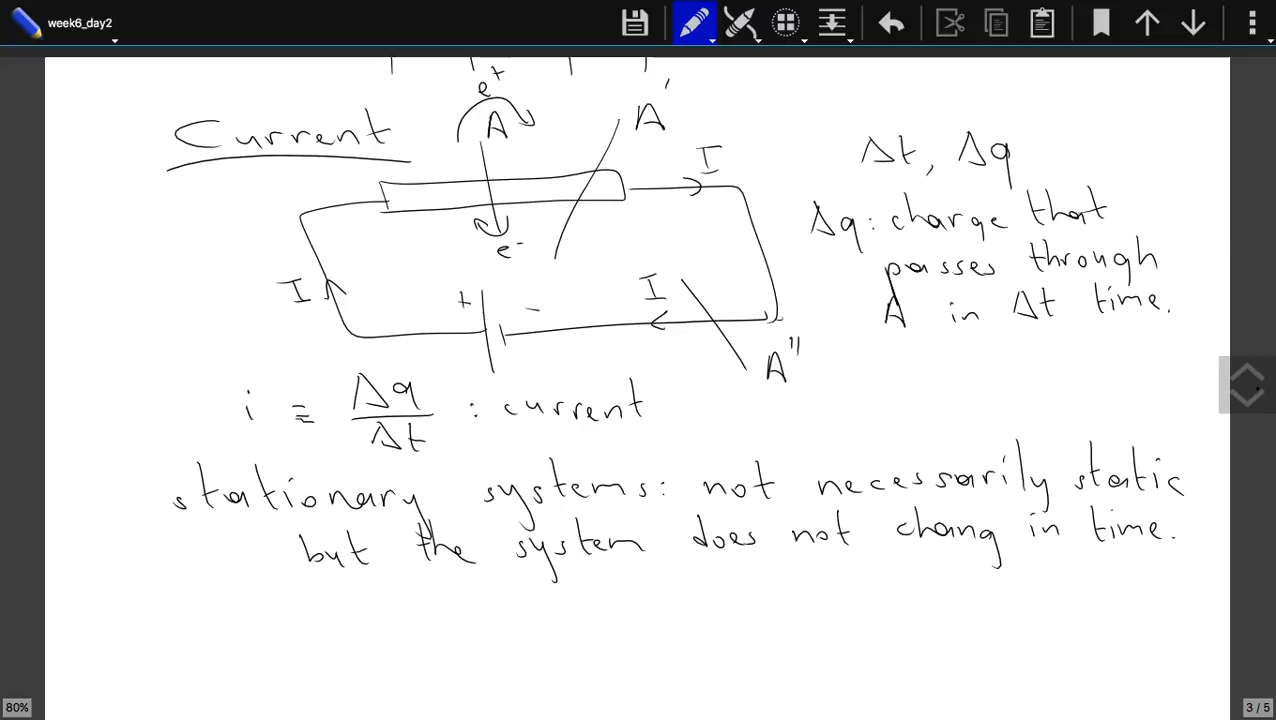 week6_day2
e+
Current
A
A'
I
Δt, Δq
Δq: charge that
passes through
A in Δt time.
e-
I
+
-
I
A''
i ≡ Δq/Δt : current
stationary systems: not necessarily static
but the system does not chang in time.
80%
3 / 5